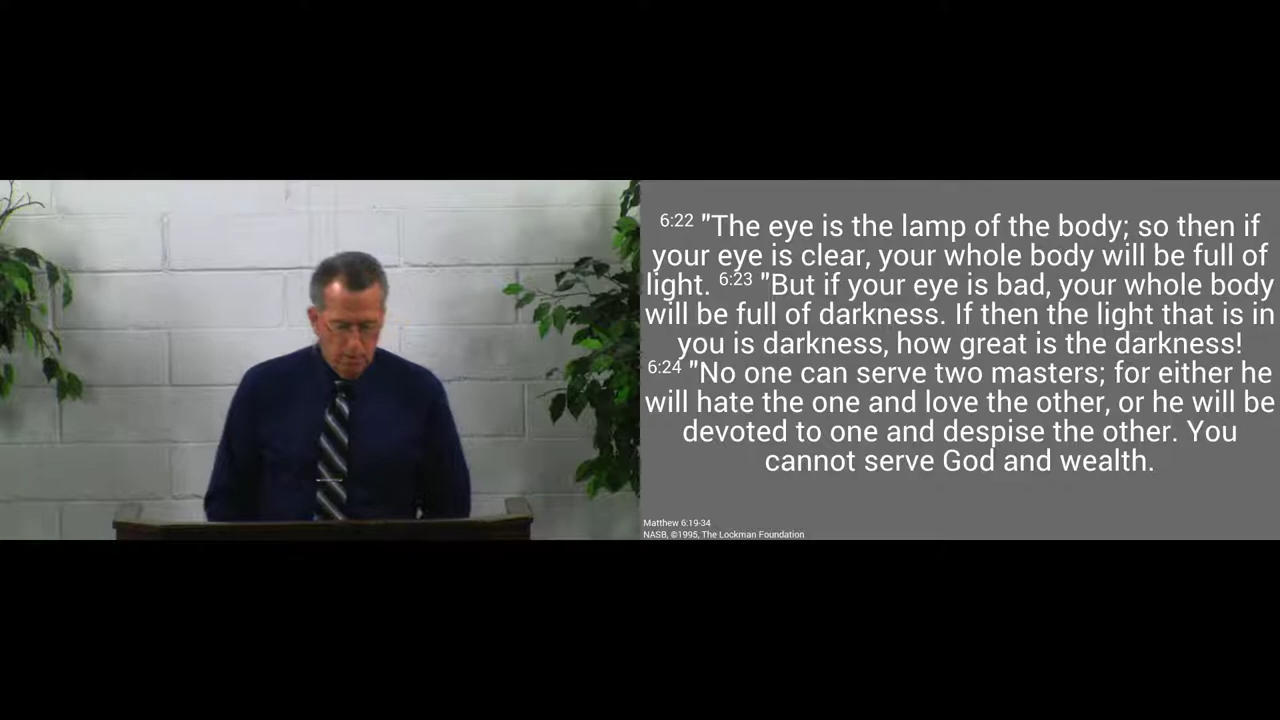 6:22 "The eye is the lamp of the body; so then if
your eye is clear, your whole body will be full of
light. 6:23 "But if your eye is bad, your whole body
will be full of darkness. If then the light that is in
you is darkness, how great is the darkness!
6:24 "No one can serve two masters; for either he
will hate the one and love the other, or he will be
devoted to one and despise the other. You
cannot serve God and wealth.
Matthew 6:19-34
NASB, ©1995, The Lockman Foundation